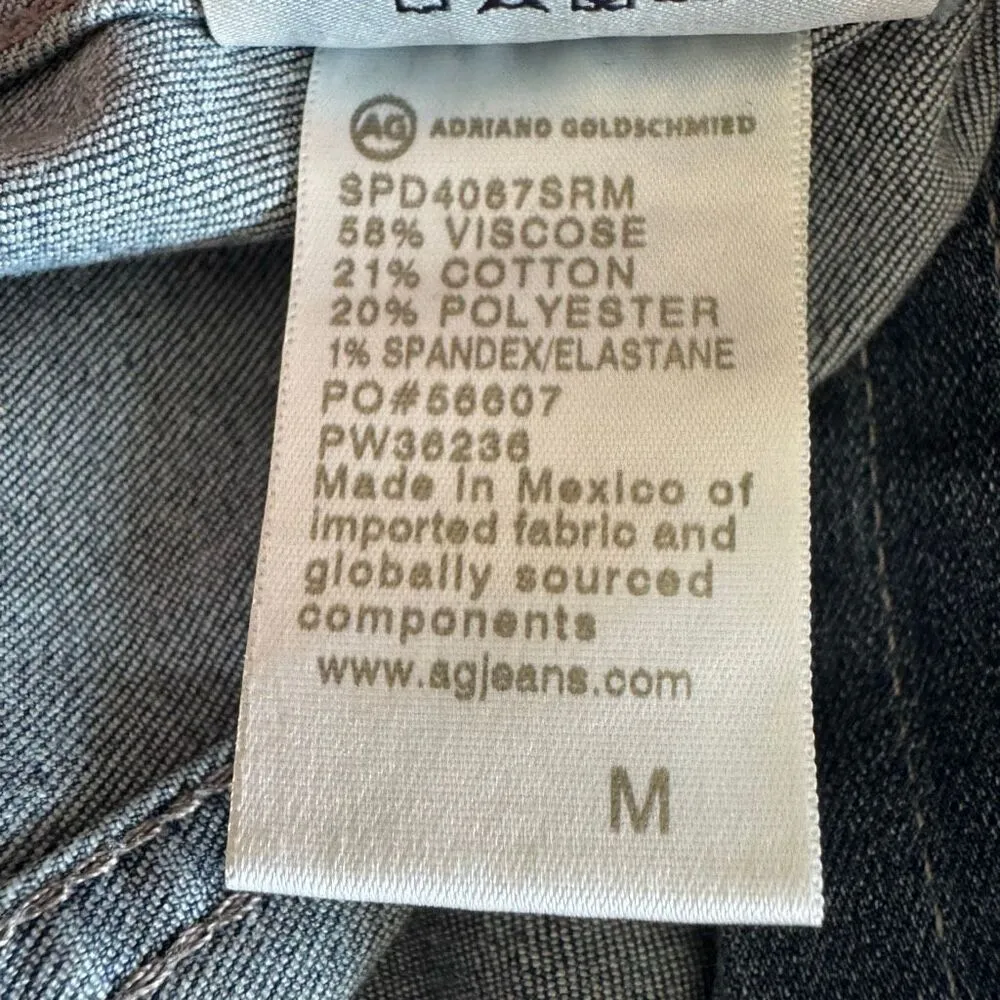 AG ADRIANO GOLDSCHMIED
SPD4067SRM
58% VISCOSE
21% COTTON
20% POLYESTER
1% SPANDEX/ELASTANE
PO#56607
PW36236
Made in Mexico of
imported fabric and
globally sourced
components
www.agjeans.com
M